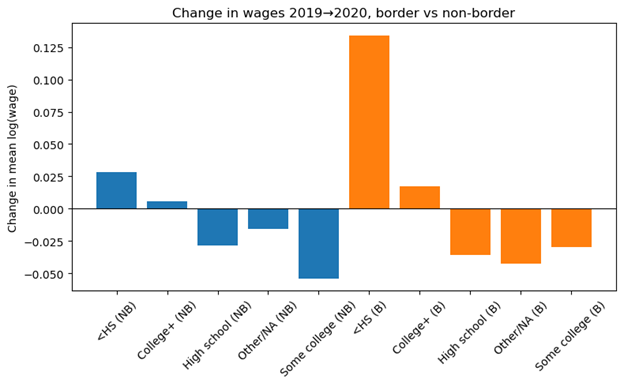 Change in wages 2019→2020, border vs non-border
Change in mean log(wage)
0.125
0.100
0.075
0.050
0.025
0.000
−0.025
−0.050
<HS (NB)
College+ (NB)
High school (NB)
Other/NA (NB)
Some college (NB)
<HS (B)
College+ (B)
High school (B)
Other/NA (B)
Some college (B)